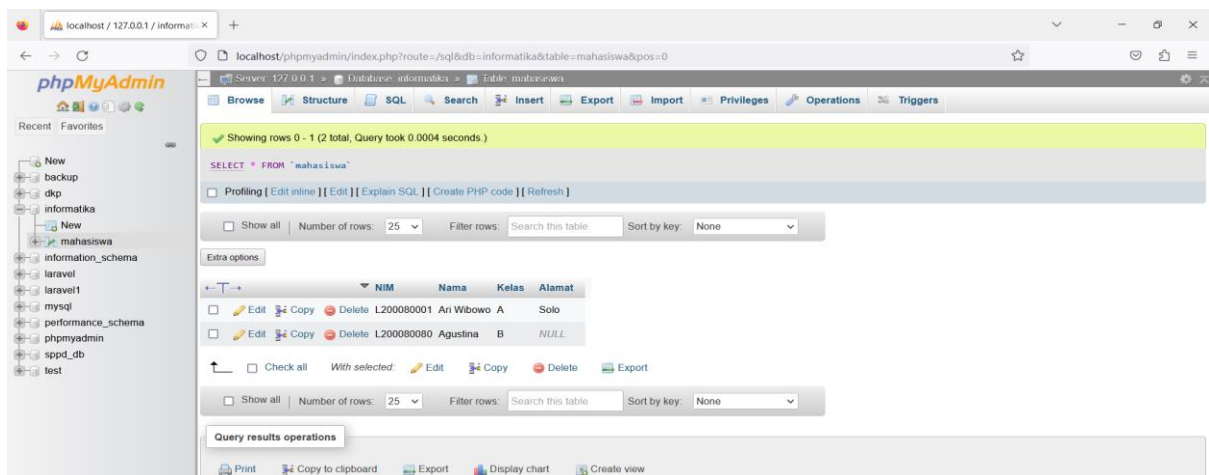 localhost / 127.0.0.1 / informati
localhost/phpmyadmin/index.php?route=/sql&db=informatika&table=mahasiswa&pos=0
phpMyAdmin
Recent Favorites
New
backup
dkp
informatika
New
mahasiswa
information_schema
laravel
laravel1
mysql
performance_schema
phpmyadmin
sppd_db
test
Server: 127.0.0.1 » Database: informatika » Table: mahasiswa
Browse Structure SQL Search Insert Export Import Privileges Operations Triggers
Showing rows 0 - 1 (2 total, Query took 0.0004 seconds.)
SELECT * FROM `mahasiswa`
Profiling [ Edit inline ] [ Edit ] [ Explain SQL ] [ Create PHP code ] [ Refresh ]
Show all | Number of rows: 25 Filter rows: Search this table Sort by key: None
Extra options
NIM Nama Kelas Alamat
Edit Copy Delete L200080001 Ari Wibowo A Solo
Edit Copy Delete L200080080 Agustina B NULL
Check all With selected: Edit Copy Delete Export
Show all | Number of rows: 25 Filter rows: Search this table Sort by key: None
Query results operations
Print Copy to clipboard Export Display chart Create view